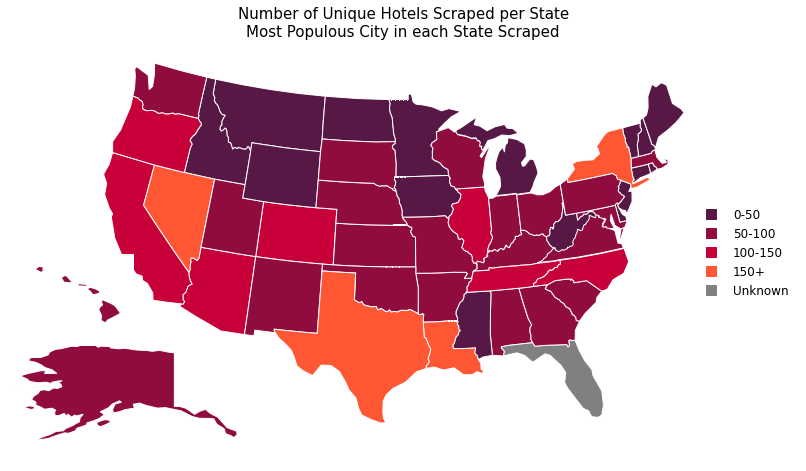 Number of Unique Hotels Scraped per State
Most Populous City in each State Scraped
0-50
50-100
100-150
150+
Unknown